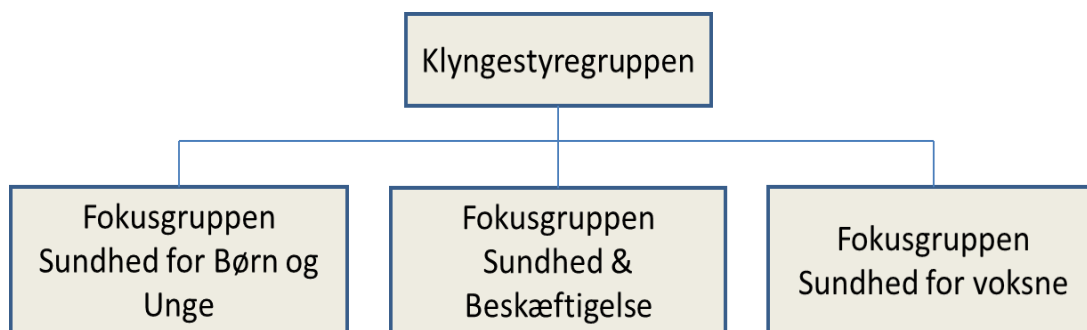 Klyngestyregruppen
Fokusgruppen
Sundhed for Børn og
Unge
Fokusgruppen
Sundhed &
Beskæftigelse
Fokusgruppen
Sundhed for voksne